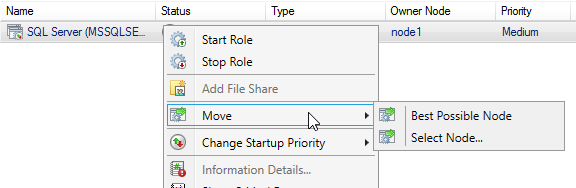 Name Status Type Owner Node Priority
SQL Server (MSSQLSE... node1 Medium
Start Role
Stop Role
Add File Share
Move
Best Possible Node
Select Node...
Change Startup Priority
Information Details...